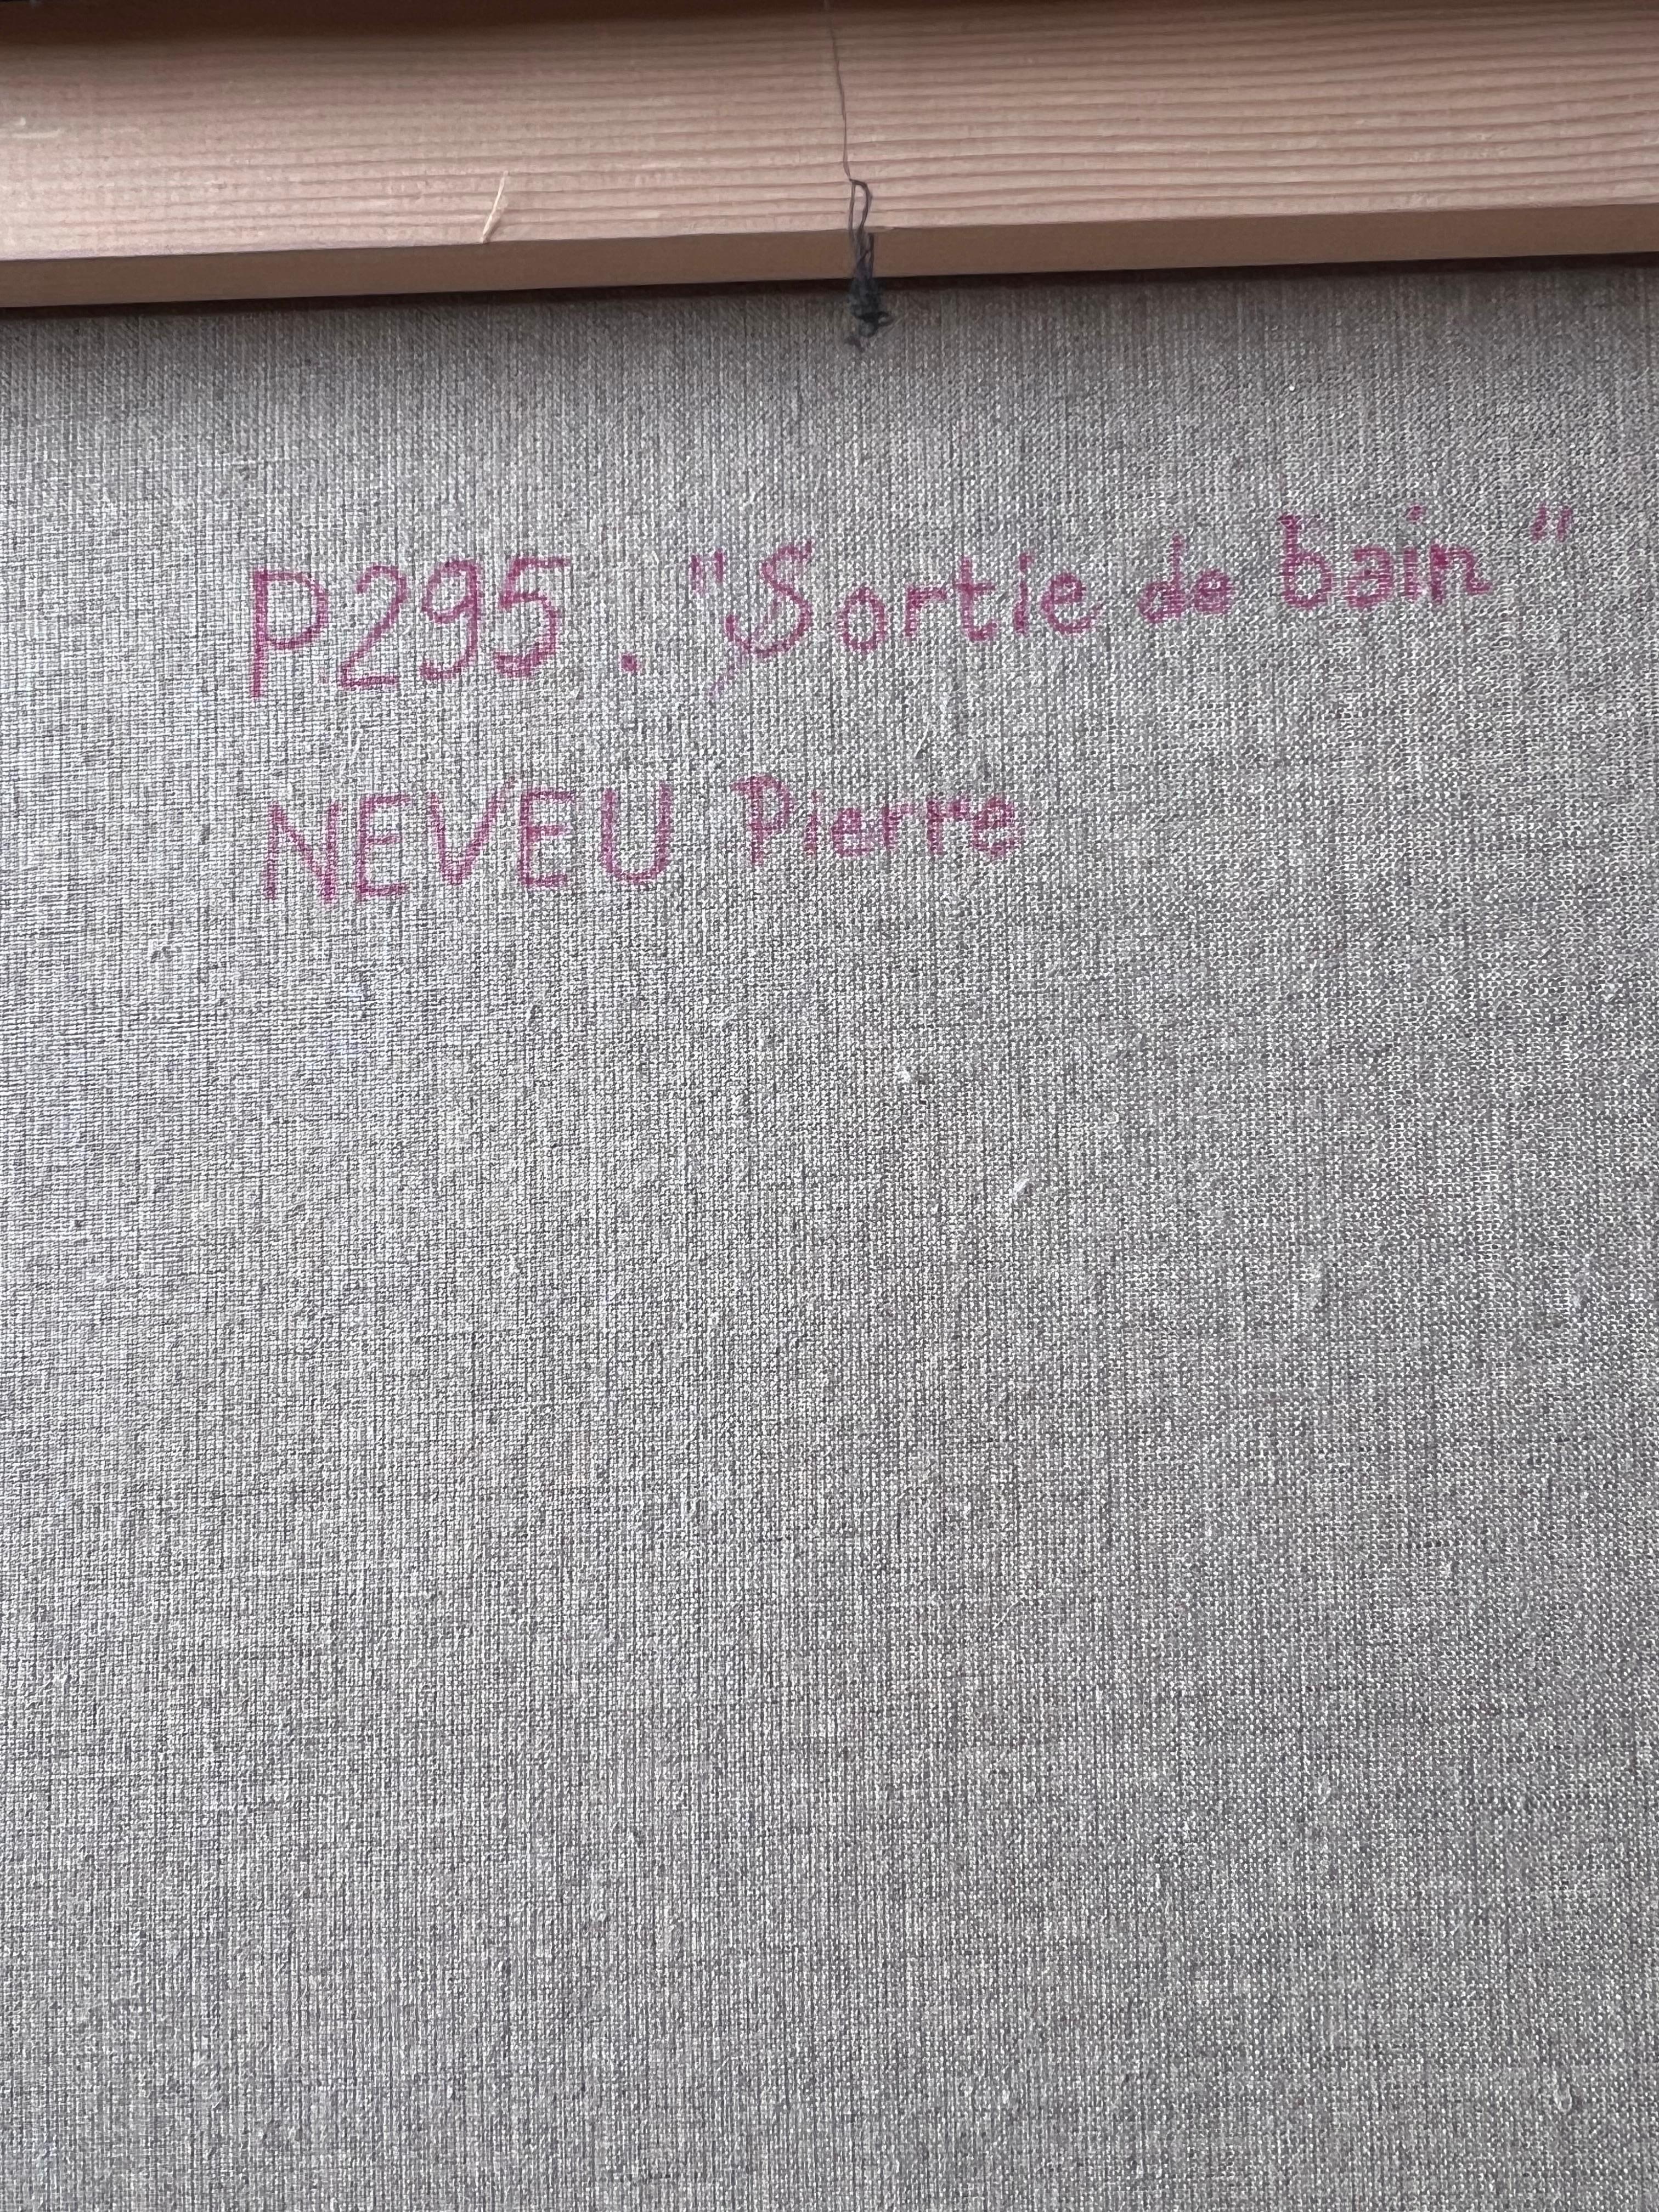 P295. "Sortie de bain"
NEVEU Pierre